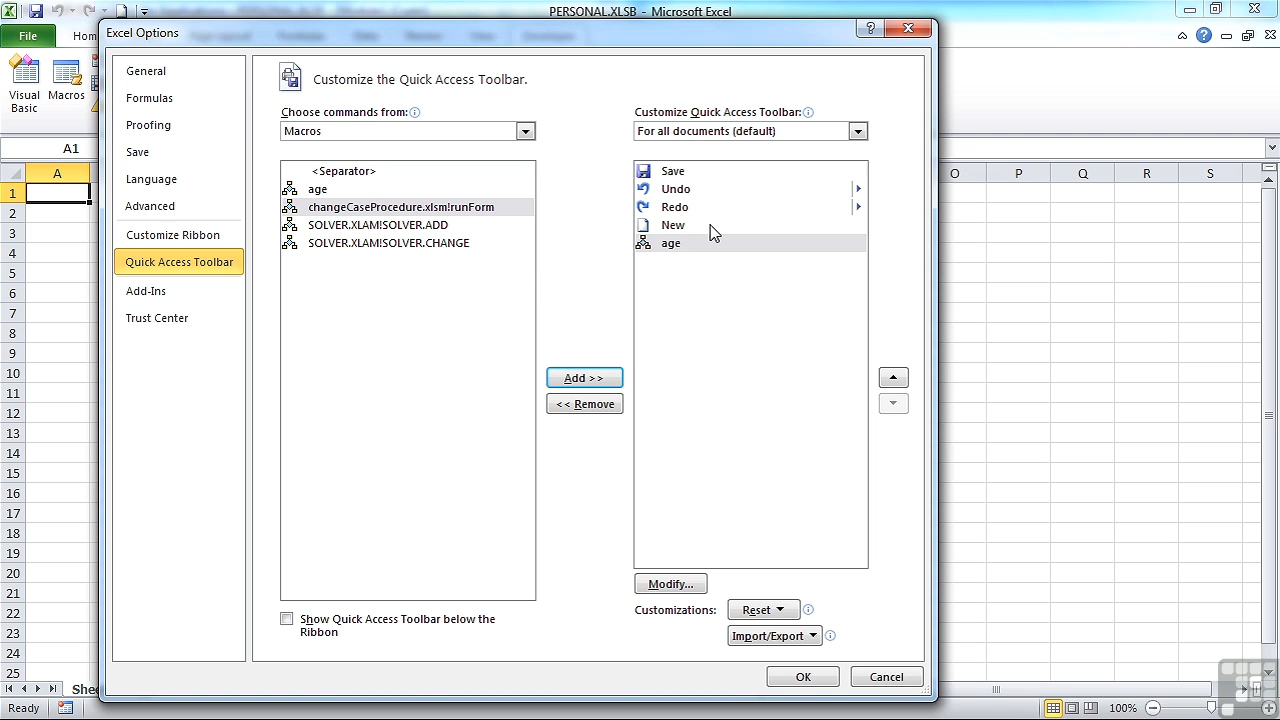 PERSONAL.XLSB - Microsoft Excel
File
Excel Options
Visual Basic
Macros
A1
General
Formulas
Proofing
Save
Language
Advanced
Customize Ribbon
Quick Access Toolbar
Add-Ins
Trust Center
Customize the Quick Access Toolbar.
Choose commands from:
Macros
<Separator>
age
changeCaseProcedure.xlsm!runForm
SOLVER.XLAM!SOLVER.ADD
SOLVER.XLAM!SOLVER.CHANGE
Add >>
<< Remove
Customize Quick Access Toolbar:
For all documents (default)
Save
Undo
Redo
New
age
Modify...
Customizations:
Reset
Import/Export
Show Quick Access Toolbar below the
Ribbon
OK
Cancel
A
O P Q R S
1
2
3
4
5
6
7
8
9
10
11
12
13
14
15
16
17
18
19
20
21
22
23
24
25
Ready
100%